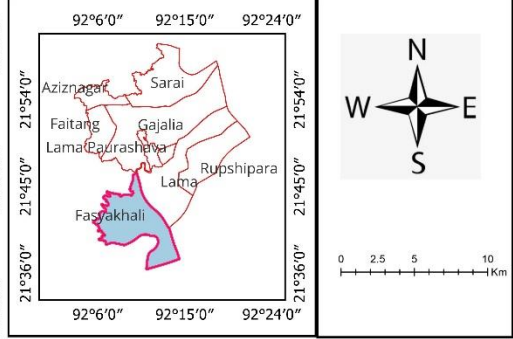 92°6′0″ 92°15′0″ 92°24′0″
21°54′0″
21°45′0″
21°36′0″
Aziznagar
Sarai
Faitang
Gajalia
Lama Paurashava
Rupshipara
Lama
Fasyakhali
21°54′0″
21°45′0″
21°36′0″
92°6′0″ 92°15′0″ 92°24′0″
N
W E
S
0 2.5 5 10
Km